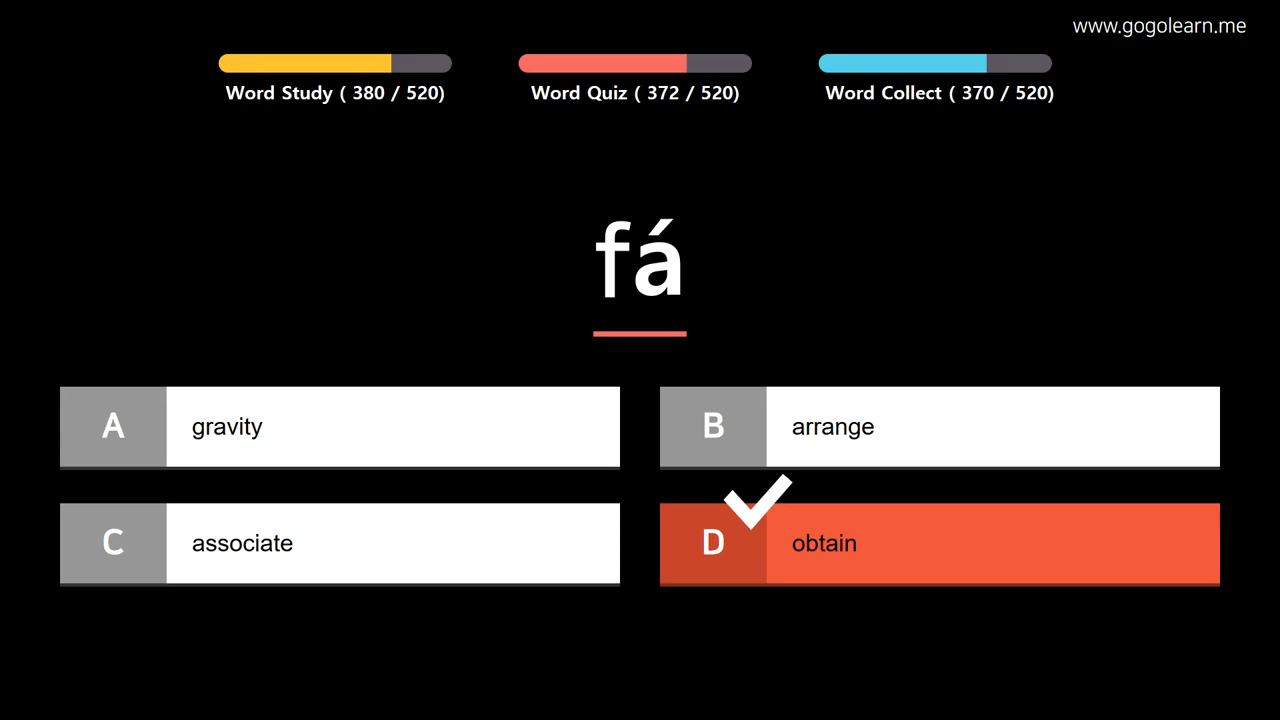 www.gogolearn.me
Word Study ( 380 / 520)
Word Quiz ( 372 / 520)
Word Collect ( 370 / 520)
fá
A gravity
B arrange
C associate
D obtain